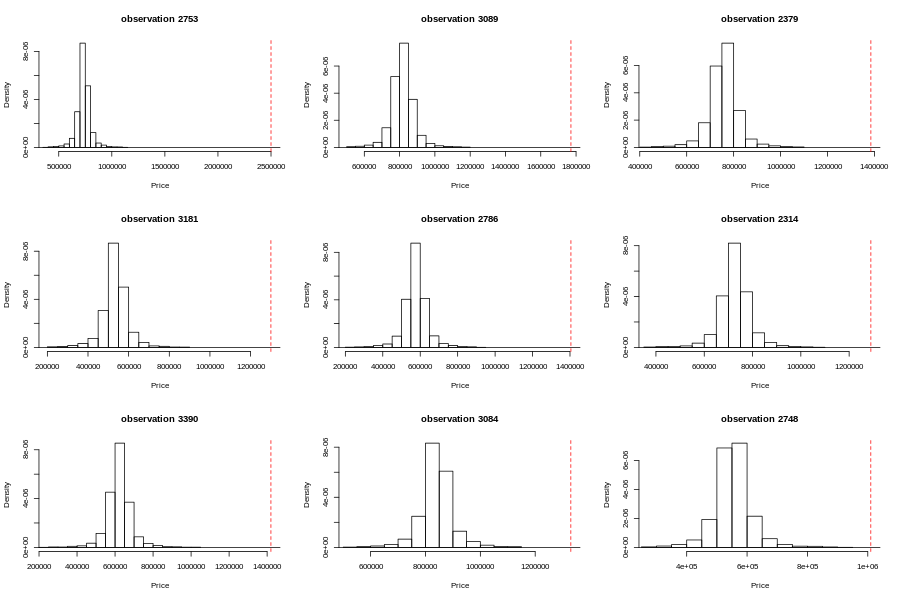 observation 2753
Density
0e+00 4e-06 8e-06
500000 1000000 1500000 2000000 2500000
Price
observation 3089
Density
0e+00 2e-06 4e-06 6e-06
600000 800000 1000000 1200000 1400000 1600000 1800000
Price
observation 2379
Density
0e+00 2e-06 4e-06 6e-06
400000 600000 800000 1000000 1200000 1400000
Price
observation 3181
Density
0e+00 4e-06 8e-06
200000 400000 600000 800000 1000000 1200000
Price
observation 2786
Density
0e+00 4e-06 8e-06
200000 400000 600000 800000 1000000 1200000 1400000
Price
observation 2314
Density
0e+00 4e-06 8e-06
400000 600000 800000 1000000 1200000
Price
observation 3390
Density
0e+00 4e-06 8e-06
200000 400000 600000 800000 1000000 1200000 1400000
Price
observation 3084
Density
0e+00 4e-06 8e-06
600000 800000 1000000 1200000
Price
observation 2748
Density
0e+00 2e-06 4e-06 6e-06
4e+05 6e+05 8e+05 1e+06
Price